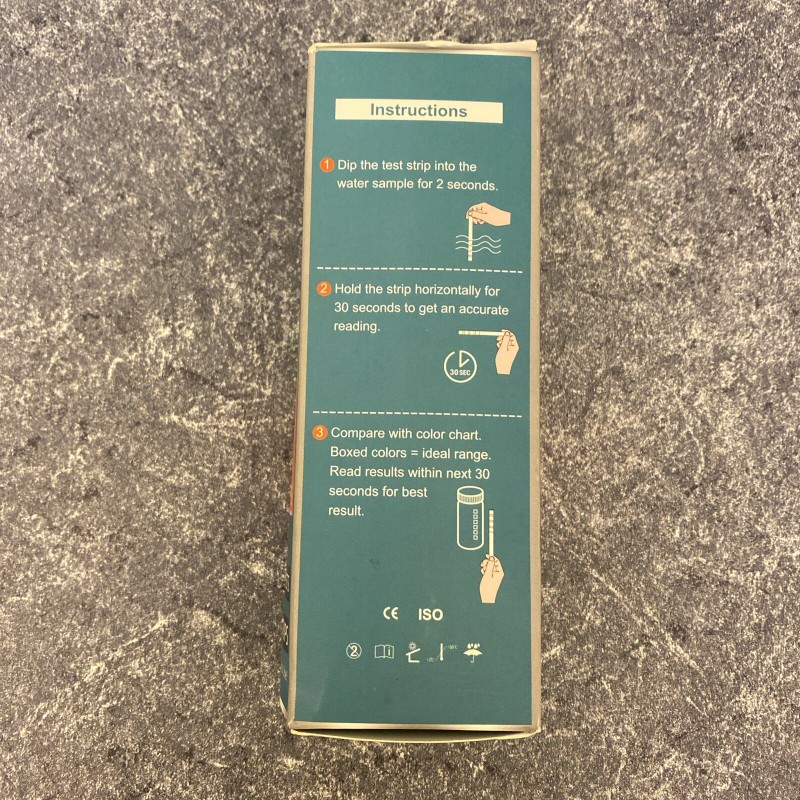 Instructions
1 Dip the test strip into the
water sample for 2 seconds.
2 Hold the strip horizontally for
30 seconds to get an accurate
reading.
30 SEC
3 Compare with color chart.
Boxed colors = ideal range.
Read results within next 30
seconds for best
result.
CE ISO
2 i